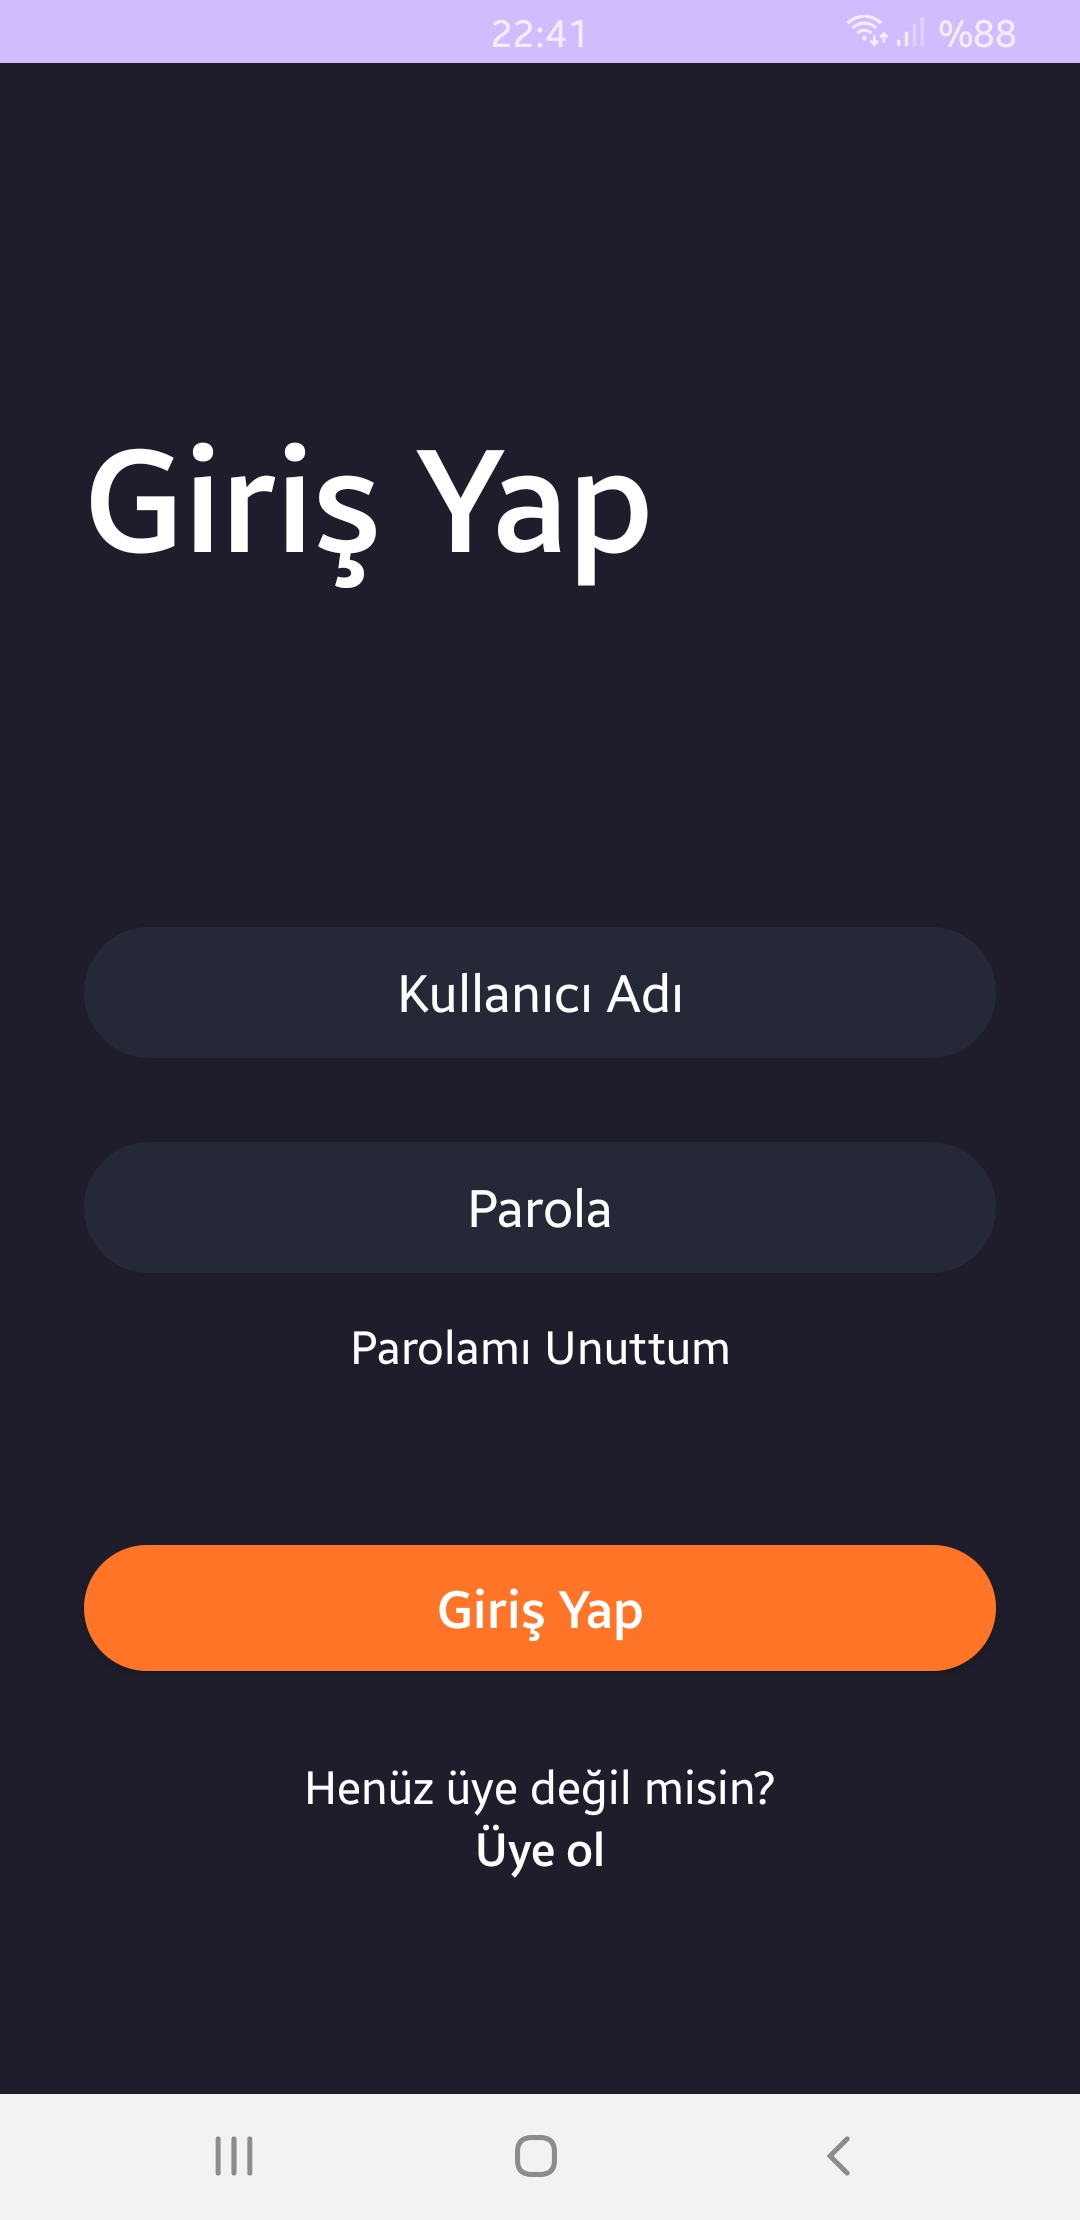 22:41 %88
Giriş Yap
Kullanıcı Adı
Parola
Parolamı Unuttum
Giriş Yap
Henüz üye değil misin?
Üye ol